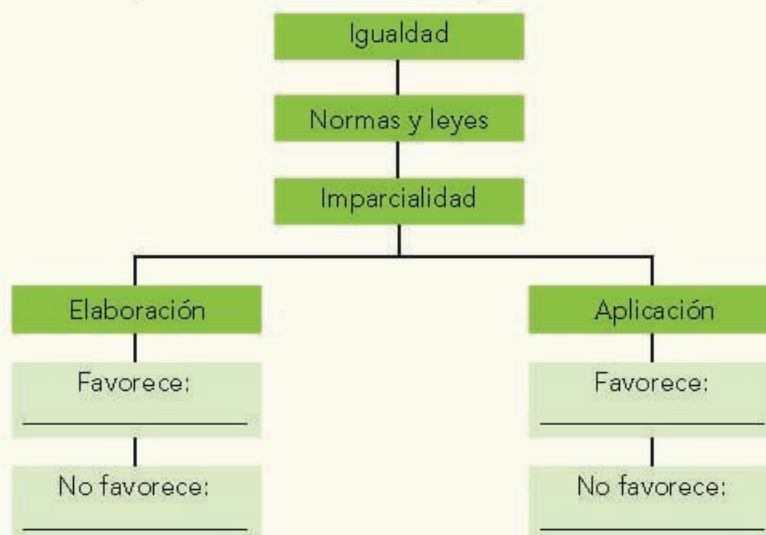 Igualdad
Normas y leyes
Imparcialidad
Elaboración
Favorece:
No favorece:
Aplicación
Favorece:
No favorece: